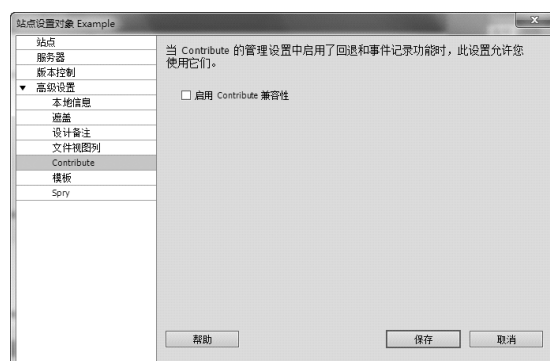 站点设置对象 Example
站点
服务器
版本控制
高级设置
本地信息
遮盖
设计备注
文件视图列
Contribute
模板
Spry
当 Contribute 的管理设置中启用了回退和事件记录功能时，此设置允许您
使用它们。
启用 Contribute 兼容性
帮助
保存
取消